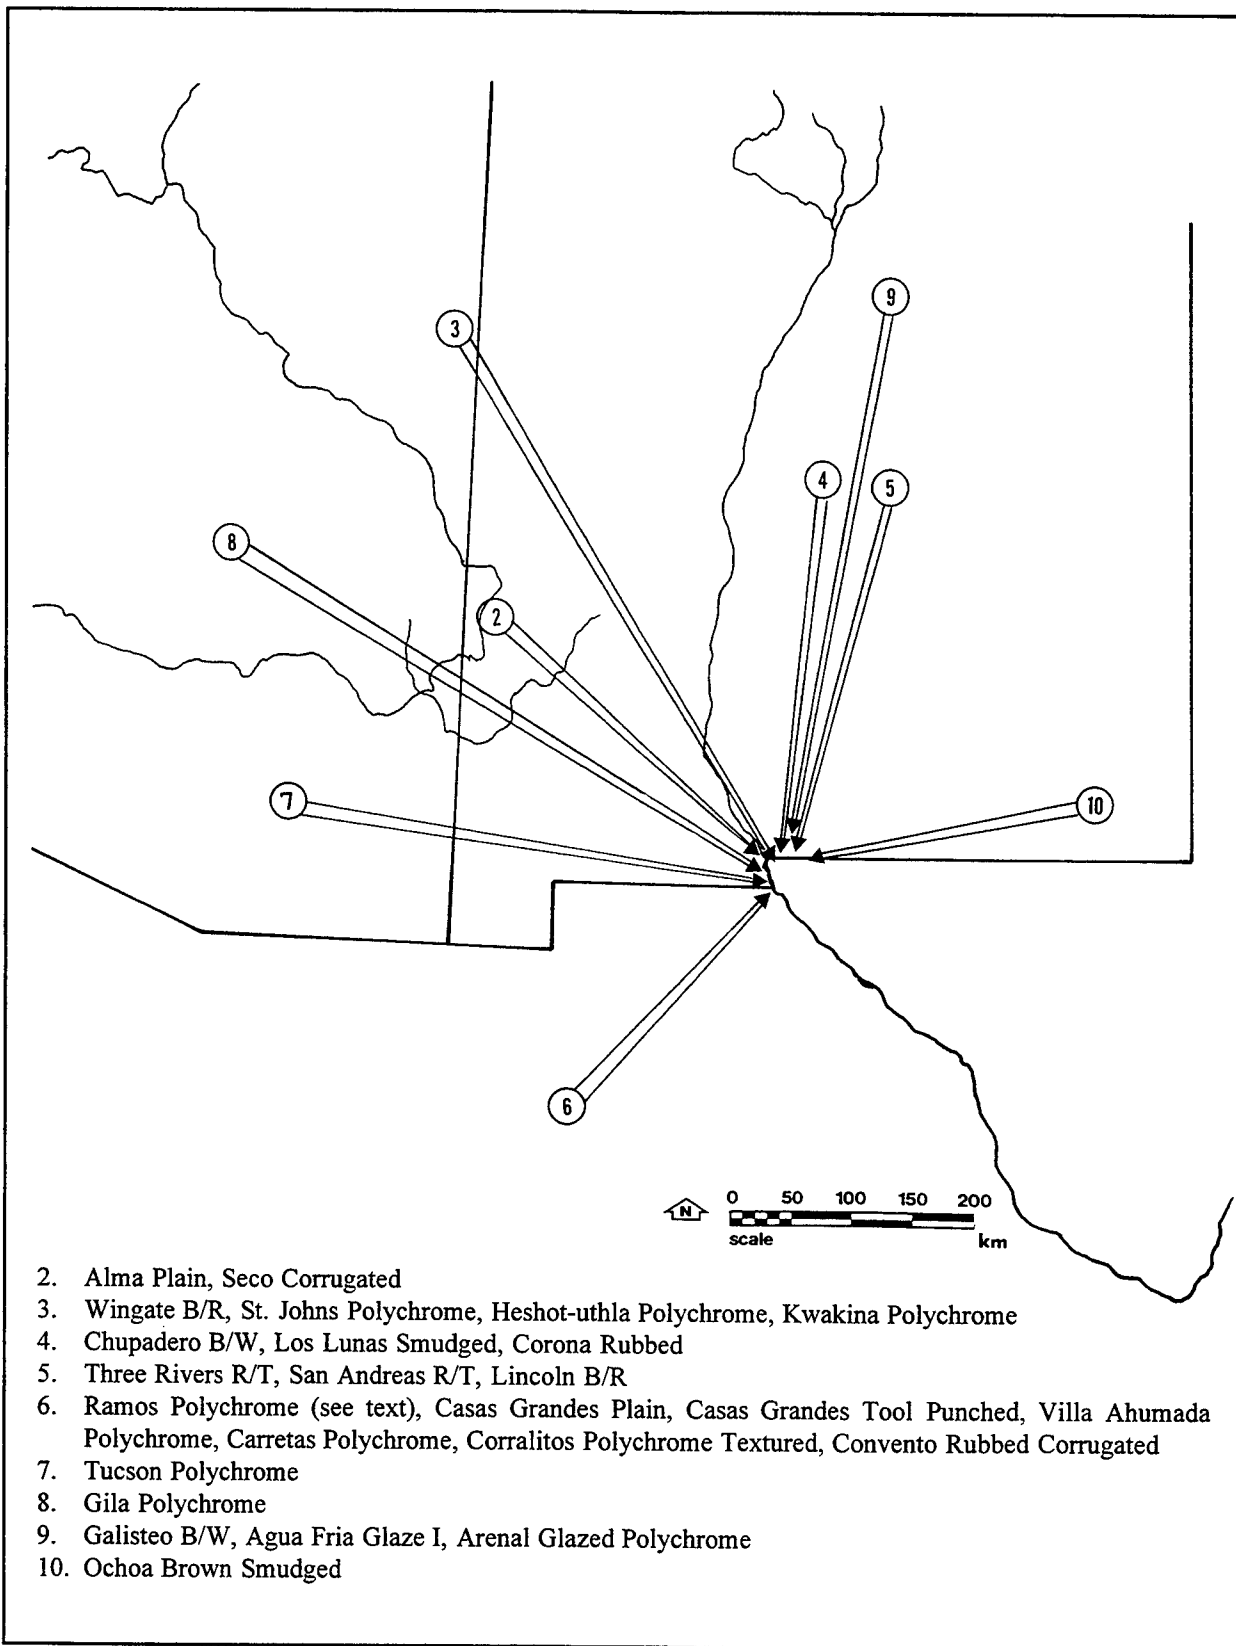 9
3
4
5
8
2
7
10
6
N
0 50 100 150 200
scale km
2. Alma Plain, Seco Corrugated
3. Wingate B/R, St. Johns Polychrome, Heshot-uthla Polychrome, Kwakina Polychrome
4. Chupadero B/W, Los Lunas Smudged, Corona Rubbed
5. Three Rivers R/T, San Andreas R/T, Lincoln B/R
6. Ramos Polychrome (see text), Casas Grandes Plain, Casas Grandes Tool Punched, Villa Ahumada
Polychrome, Carretas Polychrome, Corralitos Polychrome Textured, Convento Rubbed Corrugated
7. Tucson Polychrome
8. Gila Polychrome
9. Galisteo B/W, Agua Fria Glaze I, Arenal Glazed Polychrome
10. Ochoa Brown Smudged